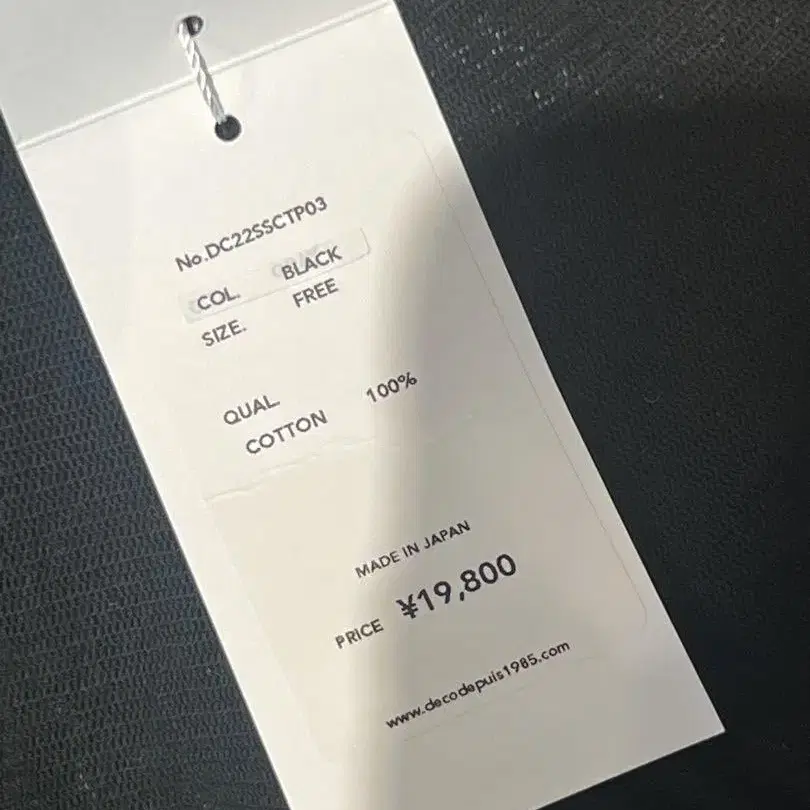 No.DC22SSCTP03
COL. BLACK
SIZE. FREE
QUAL.
COTTON 100%
MADE IN JAPAN
PRICE ¥19,800
www.decodepuis1985.com